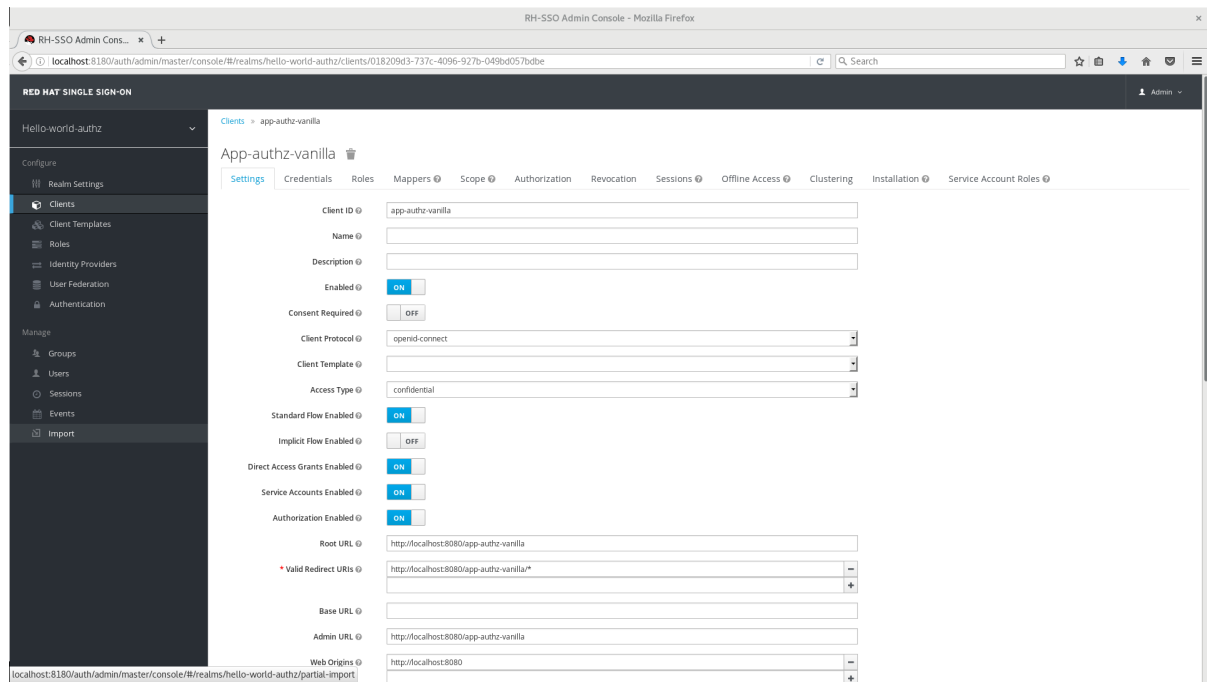 RH-SSO Admin Console - Mozilla Firefox
RH-SSO Admin Cons...
localhost:8180/auth/admin/master/console/#/realms/hello-world-authz/clients/018209d3-737c-4096-927b-049bd057bdbe
Search
RED HAT SINGLE SIGN-ON
Admin
Hello-world-authz
Configure
Realm Settings
Clients
Client Templates
Roles
Identity Providers
User Federation
Authentication
Manage
Groups
Users
Sessions
Events
Import
Clients » app-authz-vanilla
App-authz-vanilla
Settings Credentials Roles Mappers Scope Authorization Revocation Sessions Offline Access Clustering Installation Service Account Roles
Client ID app-authz-vanilla
Name
Description
Enabled ON
Consent Required OFF
Client Protocol openid-connect
Client Template
Access Type confidential
Standard Flow Enabled ON
Implicit Flow Enabled OFF
Direct Access Grants Enabled ON
Service Accounts Enabled ON
Authorization Enabled ON
Root URL http://localhost:8080/app-authz-vanilla
* Valid Redirect URIs http://localhost:8080/app-authz-vanilla/*
Base URL
Admin URL http://localhost:8080/app-authz-vanilla
Web Origins http://localhost:8080
localhost:8180/auth/admin/master/console/#/realms/hello-world-authz/partial-import